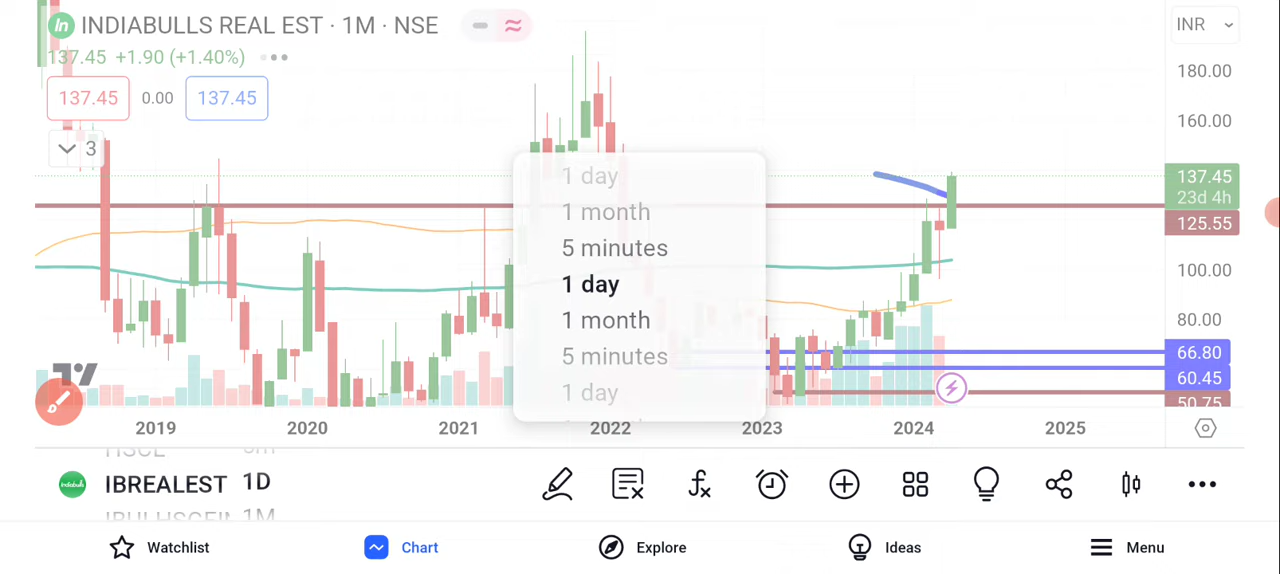 INDIABULLS REAL EST · 1M · NSE
INR
137.45 +1.90 (+1.40%)
180.00
137.45 0.00 137.45
160.00
3
1 day
137.45
23d 4h
1 month
125.55
5 minutes
100.00
1 day
1 month
80.00
5 minutes
66.80
1 day
60.45
50.75
2019 2020 2021 2022 2023 2024 2025
IBREALEST 1D
1M
Watchlist Chart Explore Ideas Menu